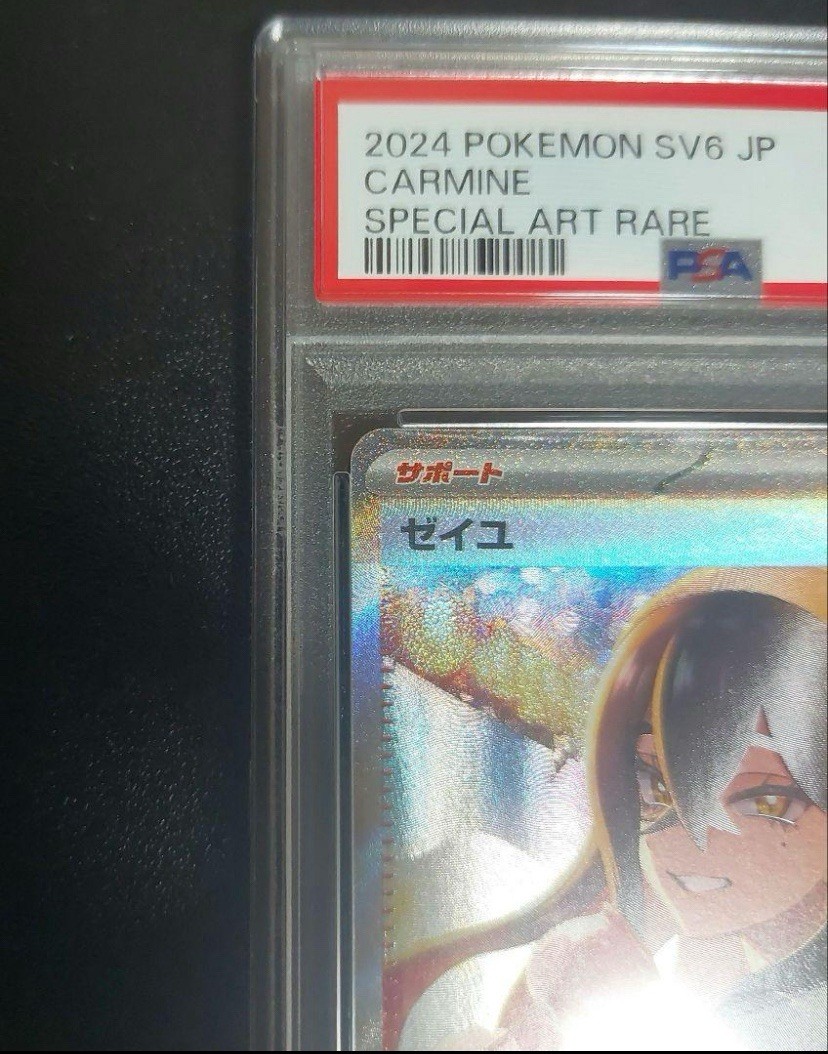 2024 POKEMON SV6 JP
CARMINE
SPECIAL ART RARE
PSA
サポート
ゼイユ